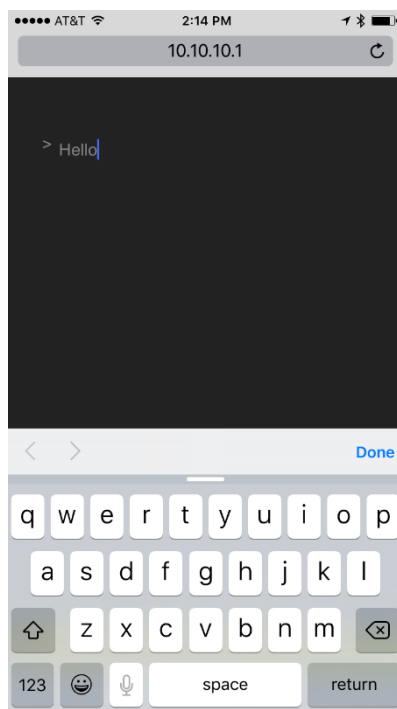 AT&T 2:14 PM
10.10.10.1
> Hello
Done
q w e r t y u i o p
a s d f g h j k l
z x c v b n m
123 space return